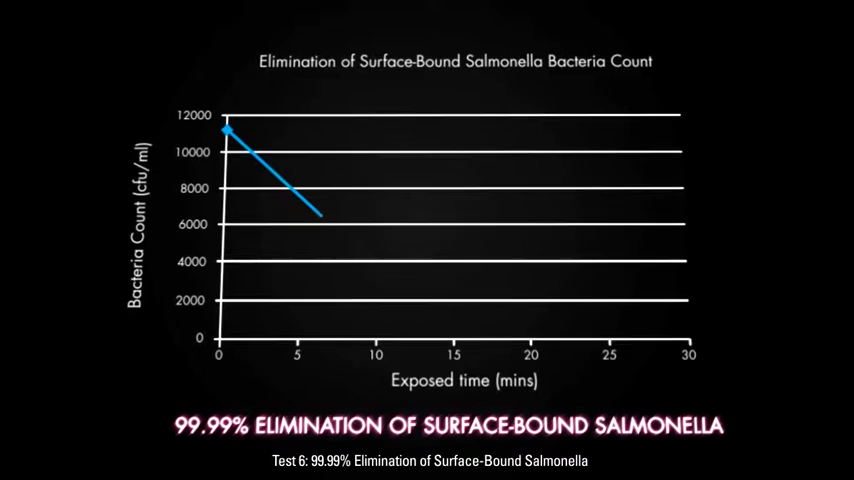 Elimination of Surface-Bound Salmonella Bacteria Count
12000
10000
8000
6000
4000
2000
0
Bacteria Count (cfu/ml)
0 5 10 15 20 25 30
Exposed time (mins)
99.99% ELIMINATION OF SURFACE-BOUND SALMONELLA
Test 6: 99.99% Elimination of Surface-Bound Salmonella